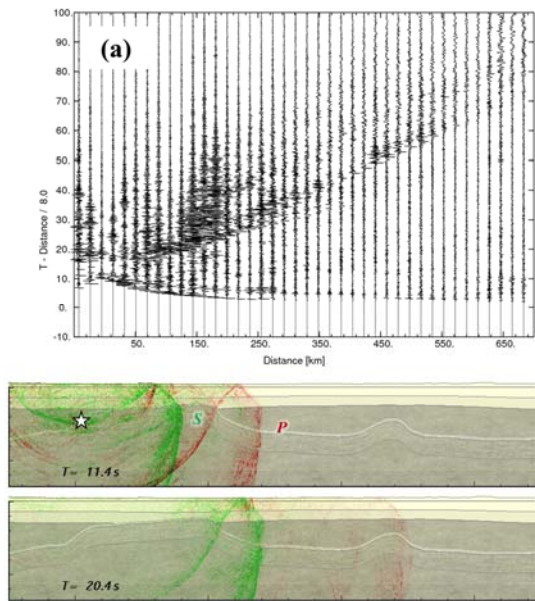 (a)
100.
90.
80.
70.
60.
50.
40.
30.
20.
10.
0.
-10.
T - Distance / 8.0
50. 150. 250. 350. 450. 550. 650.
Distance [km]
S P
T= 11.4 s
T= 20.4 s